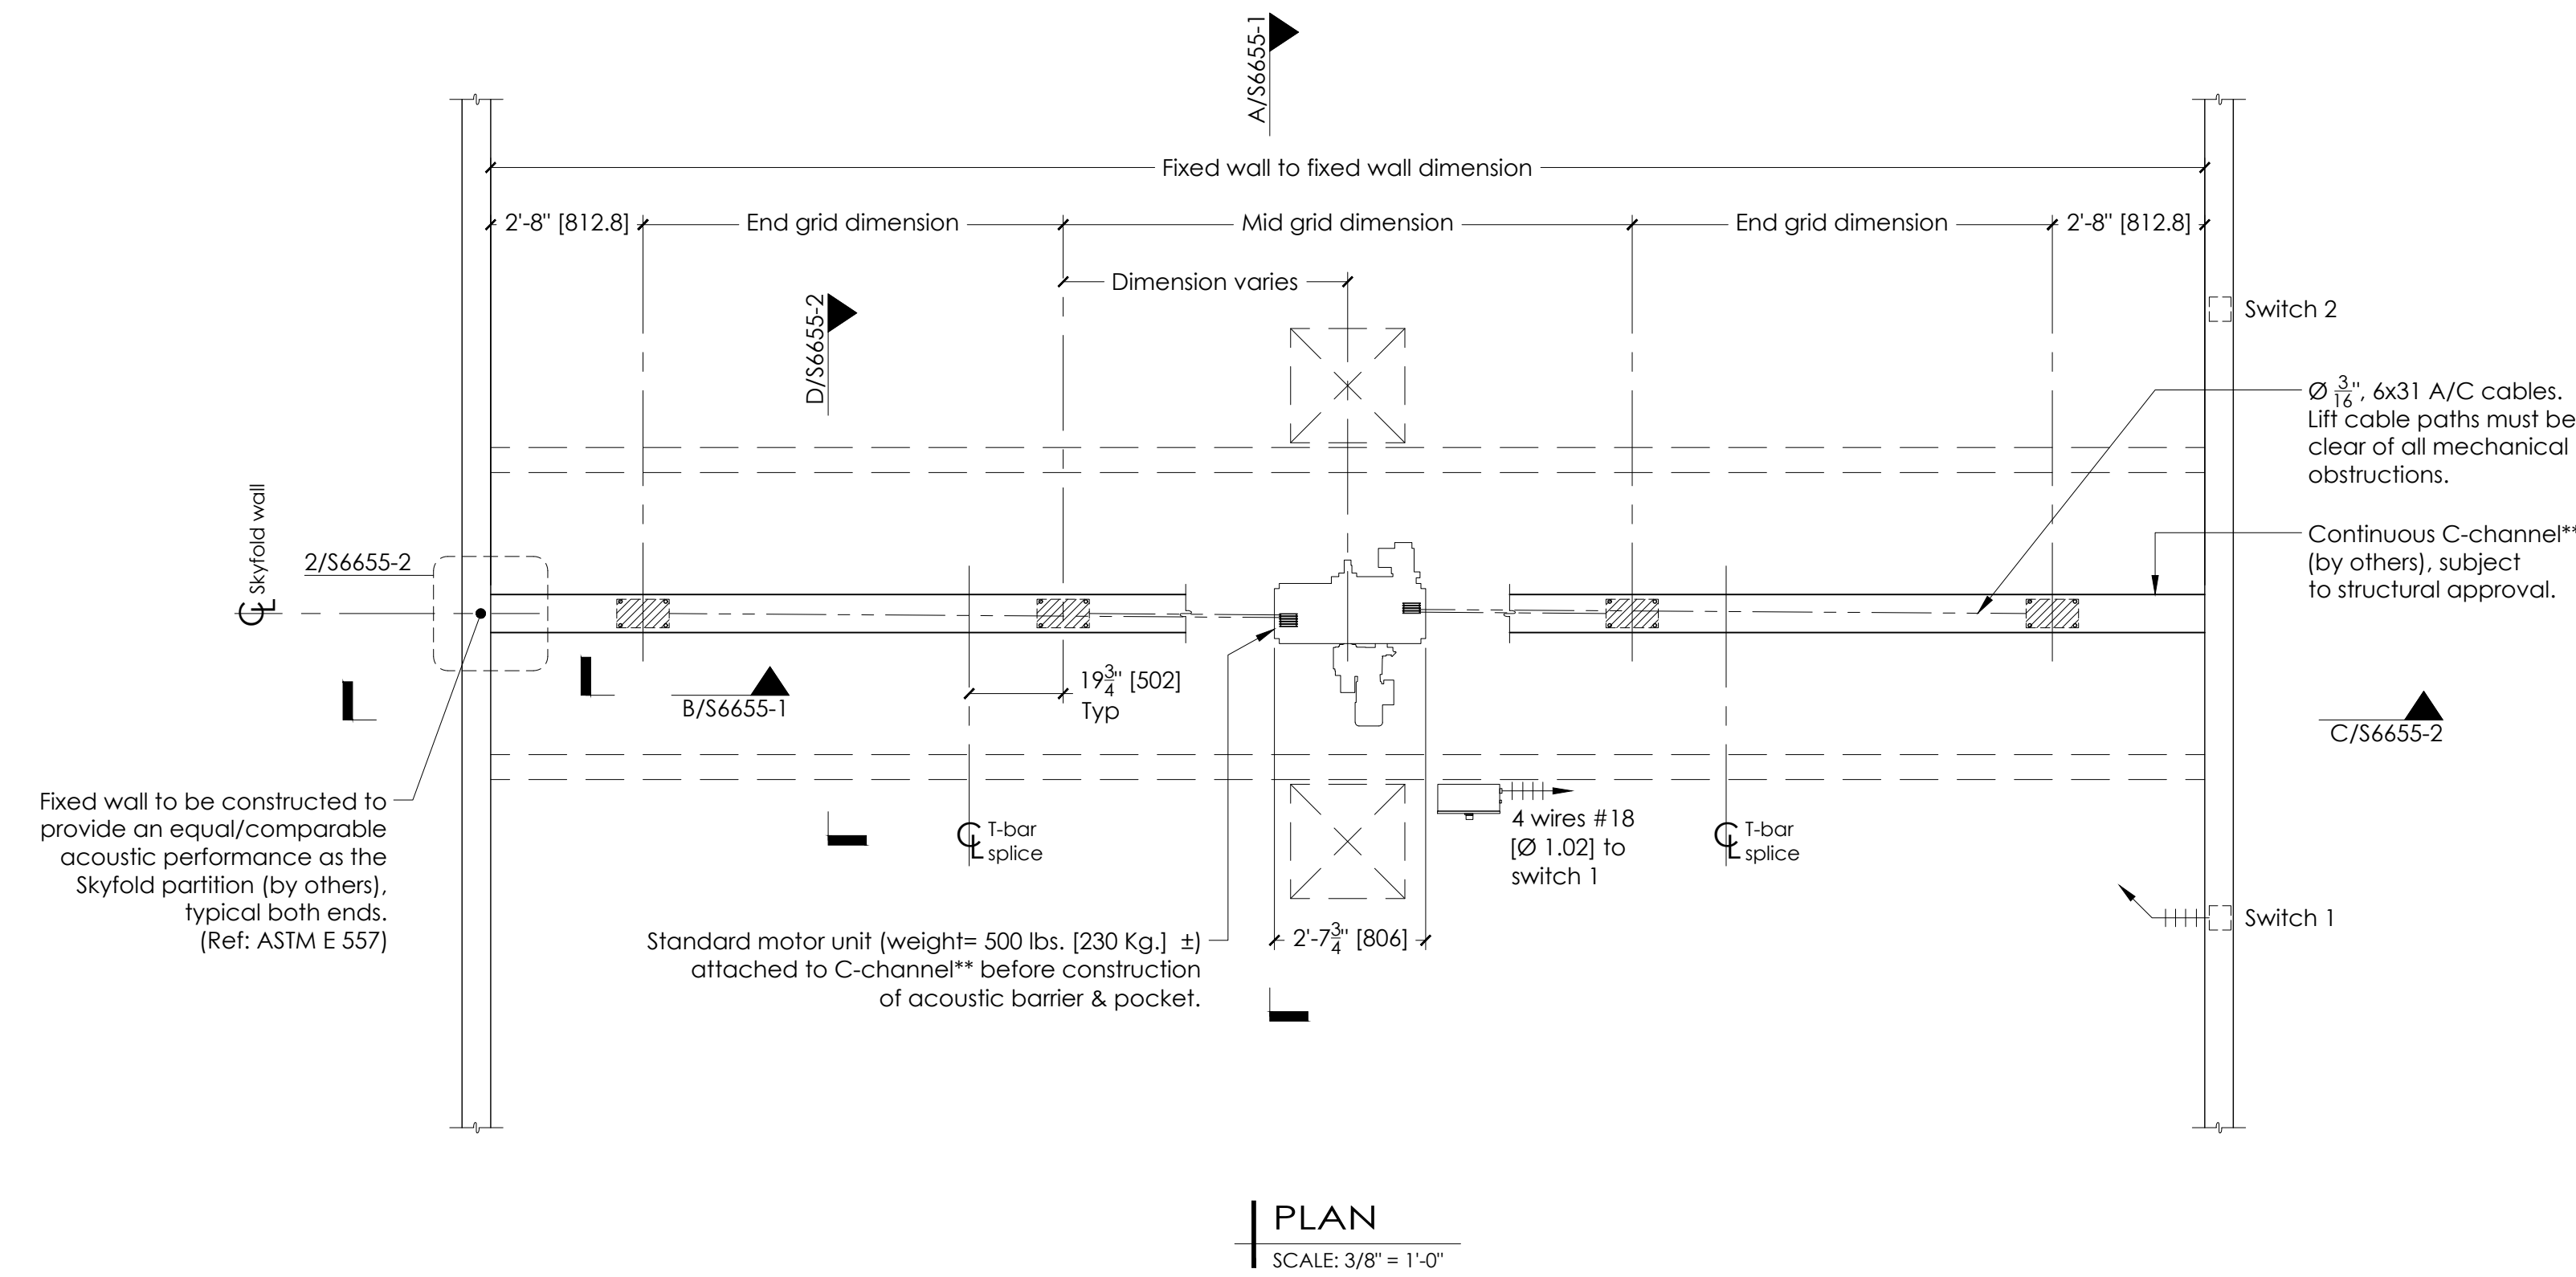 A/S6655-1
Fixed wall to fixed wall dimension
2'-8" [812.8]
End grid dimension
Mid grid dimension
End grid dimension
2'-8" [812.8]
Dimension varies
D/S6655-2
Switch 2
Ø 3/16", 6x31 A/C cables.
Lift cable paths must be
clear of all mechanical
obstructions.
Continuous C-channel**
(by others), subject
to structural approval.
CL Skyfold wall
2/S6655-2
B/S6655-1
19 3/4" [502]
Typ
C/S6655-2
Fixed wall to be constructed to
provide an equal/comparable
acoustic performance as the
Skyfold partition (by others),
typical both ends.
(Ref: ASTM E 557)
CL T-bar
splice
4 wires #18
[Ø 1.02] to
switch 1
CL T-bar
splice
Switch 1
Standard motor unit (weight= 500 lbs. [230 Kg.] ±)
attached to C-channel** before construction
of acoustic barrier & pocket.
2'-7 3/4" [806]
PLAN
SCALE: 3/8" = 1'-0"